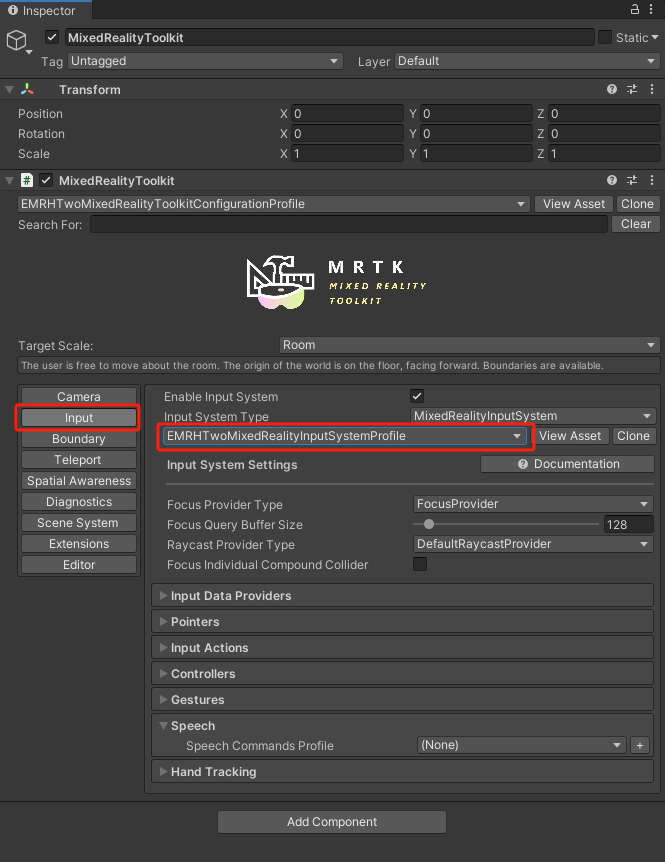 Inspector
MixedRealityToolkit
Static
Tag Untagged Layer Default
Transform
Position X 0 Y 0 Z 0
Rotation X 0 Y 0 Z 0
Scale X 1 Y 1 Z 1
# MixedRealityToolkit
EMRHTwoMixedRealityToolkitConfigurationProfile View Asset Clone
Search For: Clear
MRTK
MIXED REALITY
TOOLKIT
Target Scale: Room
The user is free to move about the room. The origin of the world is on the floor, facing forward. Boundaries are available.
Camera
Input
Boundary
Teleport
Spatial Awareness
Diagnostics
Scene System
Extensions
Editor
Enable Input System
Input System Type MixedRealityInputSystem
EMRHTwoMixedRealityInputSystemProfile View Asset Clone
Input System Settings Documentation
Focus Provider Type FocusProvider
Focus Query Buffer Size 128
Raycast Provider Type DefaultRaycastProvider
Focus Individual Compound Collider
Input Data Providers
Pointers
Input Actions
Controllers
Gestures
Speech
Speech Commands Profile (None) +
Hand Tracking
Add Component